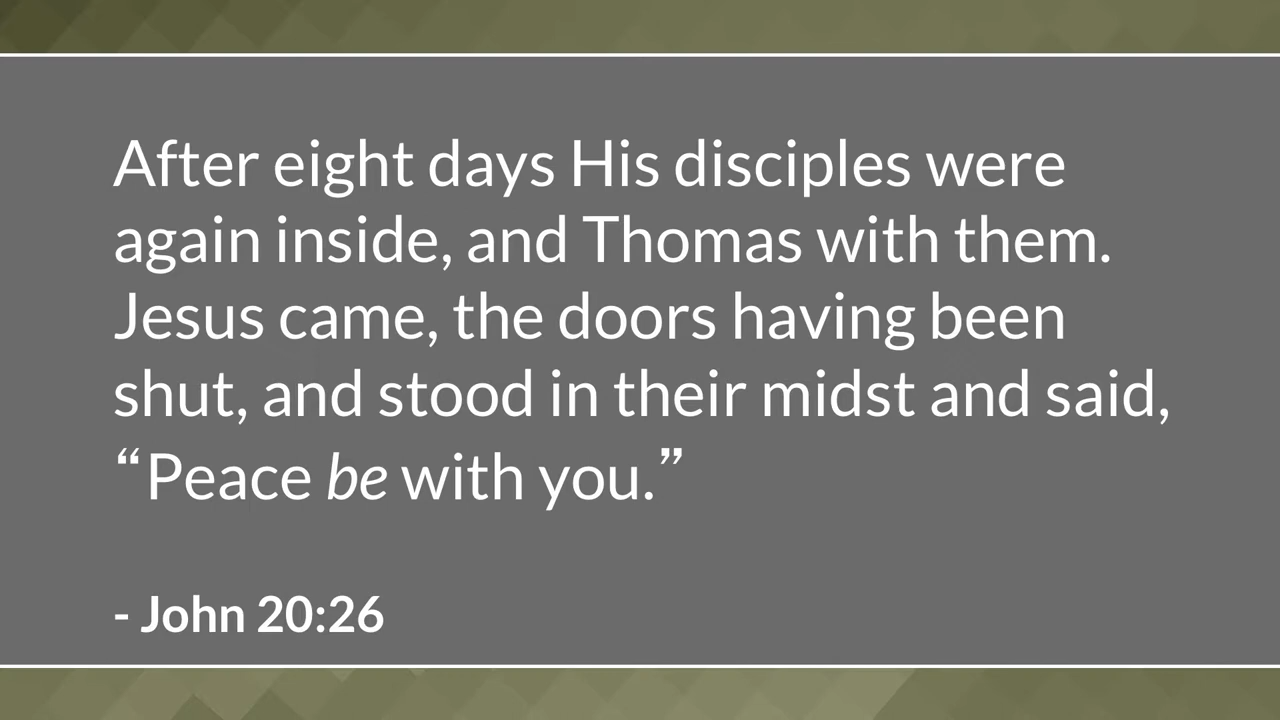 After eight days His disciples were
again inside, and Thomas with them.
Jesus came, the doors having been
shut, and stood in their midst and said,
“Peace be with you.”
- John 20:26